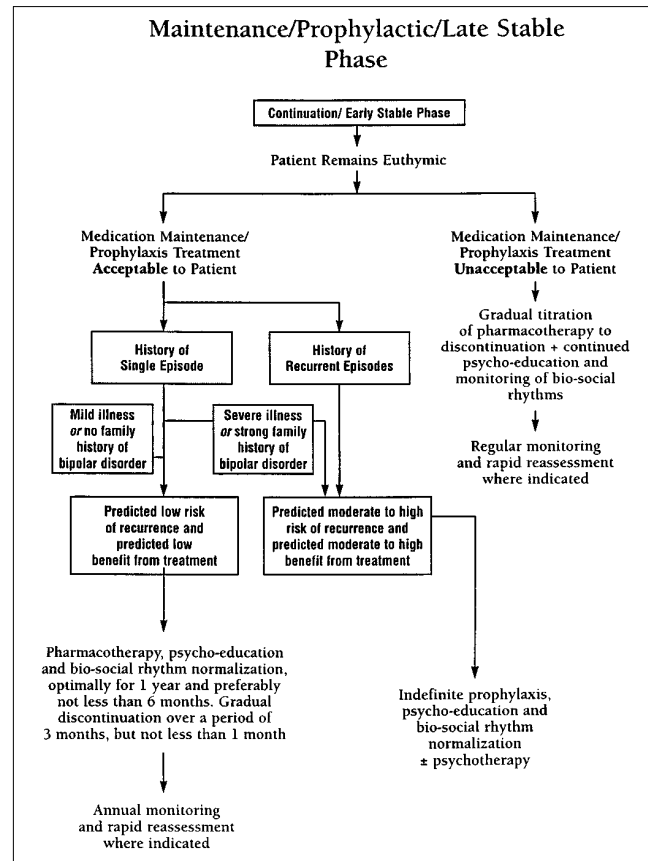 Maintenance/Prophylactic/Late Stable
Phase
Continuation/ Early Stable Phase
Patient Remains Euthymic
Medication Maintenance/
Prophylaxis Treatment
Acceptable to Patient
Medication Maintenance/
Prophylaxis Treatment
Unacceptable to Patient
History of
Single Episode
History of
Recurrent Episodes
Gradual titration
of pharmacotherapy to
discontinuation + continued
psycho-education and
monitoring of bio-social
rhythms
Mild illness
or no family
history of
bipolar disorder
Severe illness
or strong family
history of
bipolar disorder
Regular monitoring
and rapid reassessment
where indicated
Predicted low risk
of recurrence and
predicted low
benefit from treatment
Predicted moderate to high
risk of recurrence and
predicted moderate to high
benefit from treatment
Pharmacotherapy, psycho-education
and bio-social rhythm normalization,
optimally for 1 year and preferably
not less than 6 months. Gradual
discontinuation over a period of
3 months, but not less than 1 month
Indefinite prophylaxis,
psycho-education and
bio-social rhythm
normalization
± psychotherapy
Annual monitoring
and rapid reassessment
where indicated